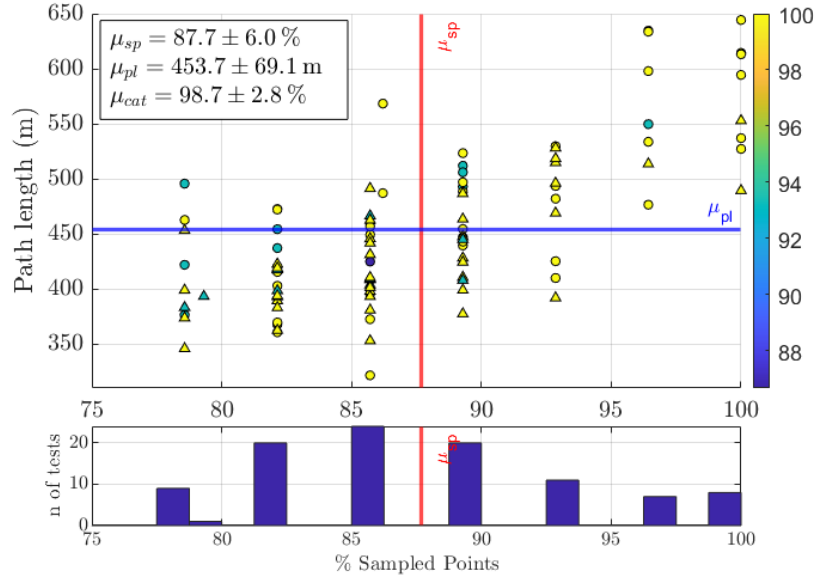 650
600
550
500
450
400
350
Path length (m)
μsp = 87.7 ± 6.0 %
μpl = 453.7 ± 69.1 m
μcat = 98.7 ± 2.8 %
μsp
μpl
100
98
96
94
92
90
88
75 80 85 90 95 100
20
10
0
n of tests
μsp
75 80 85 90 95 100
% Sampled Points